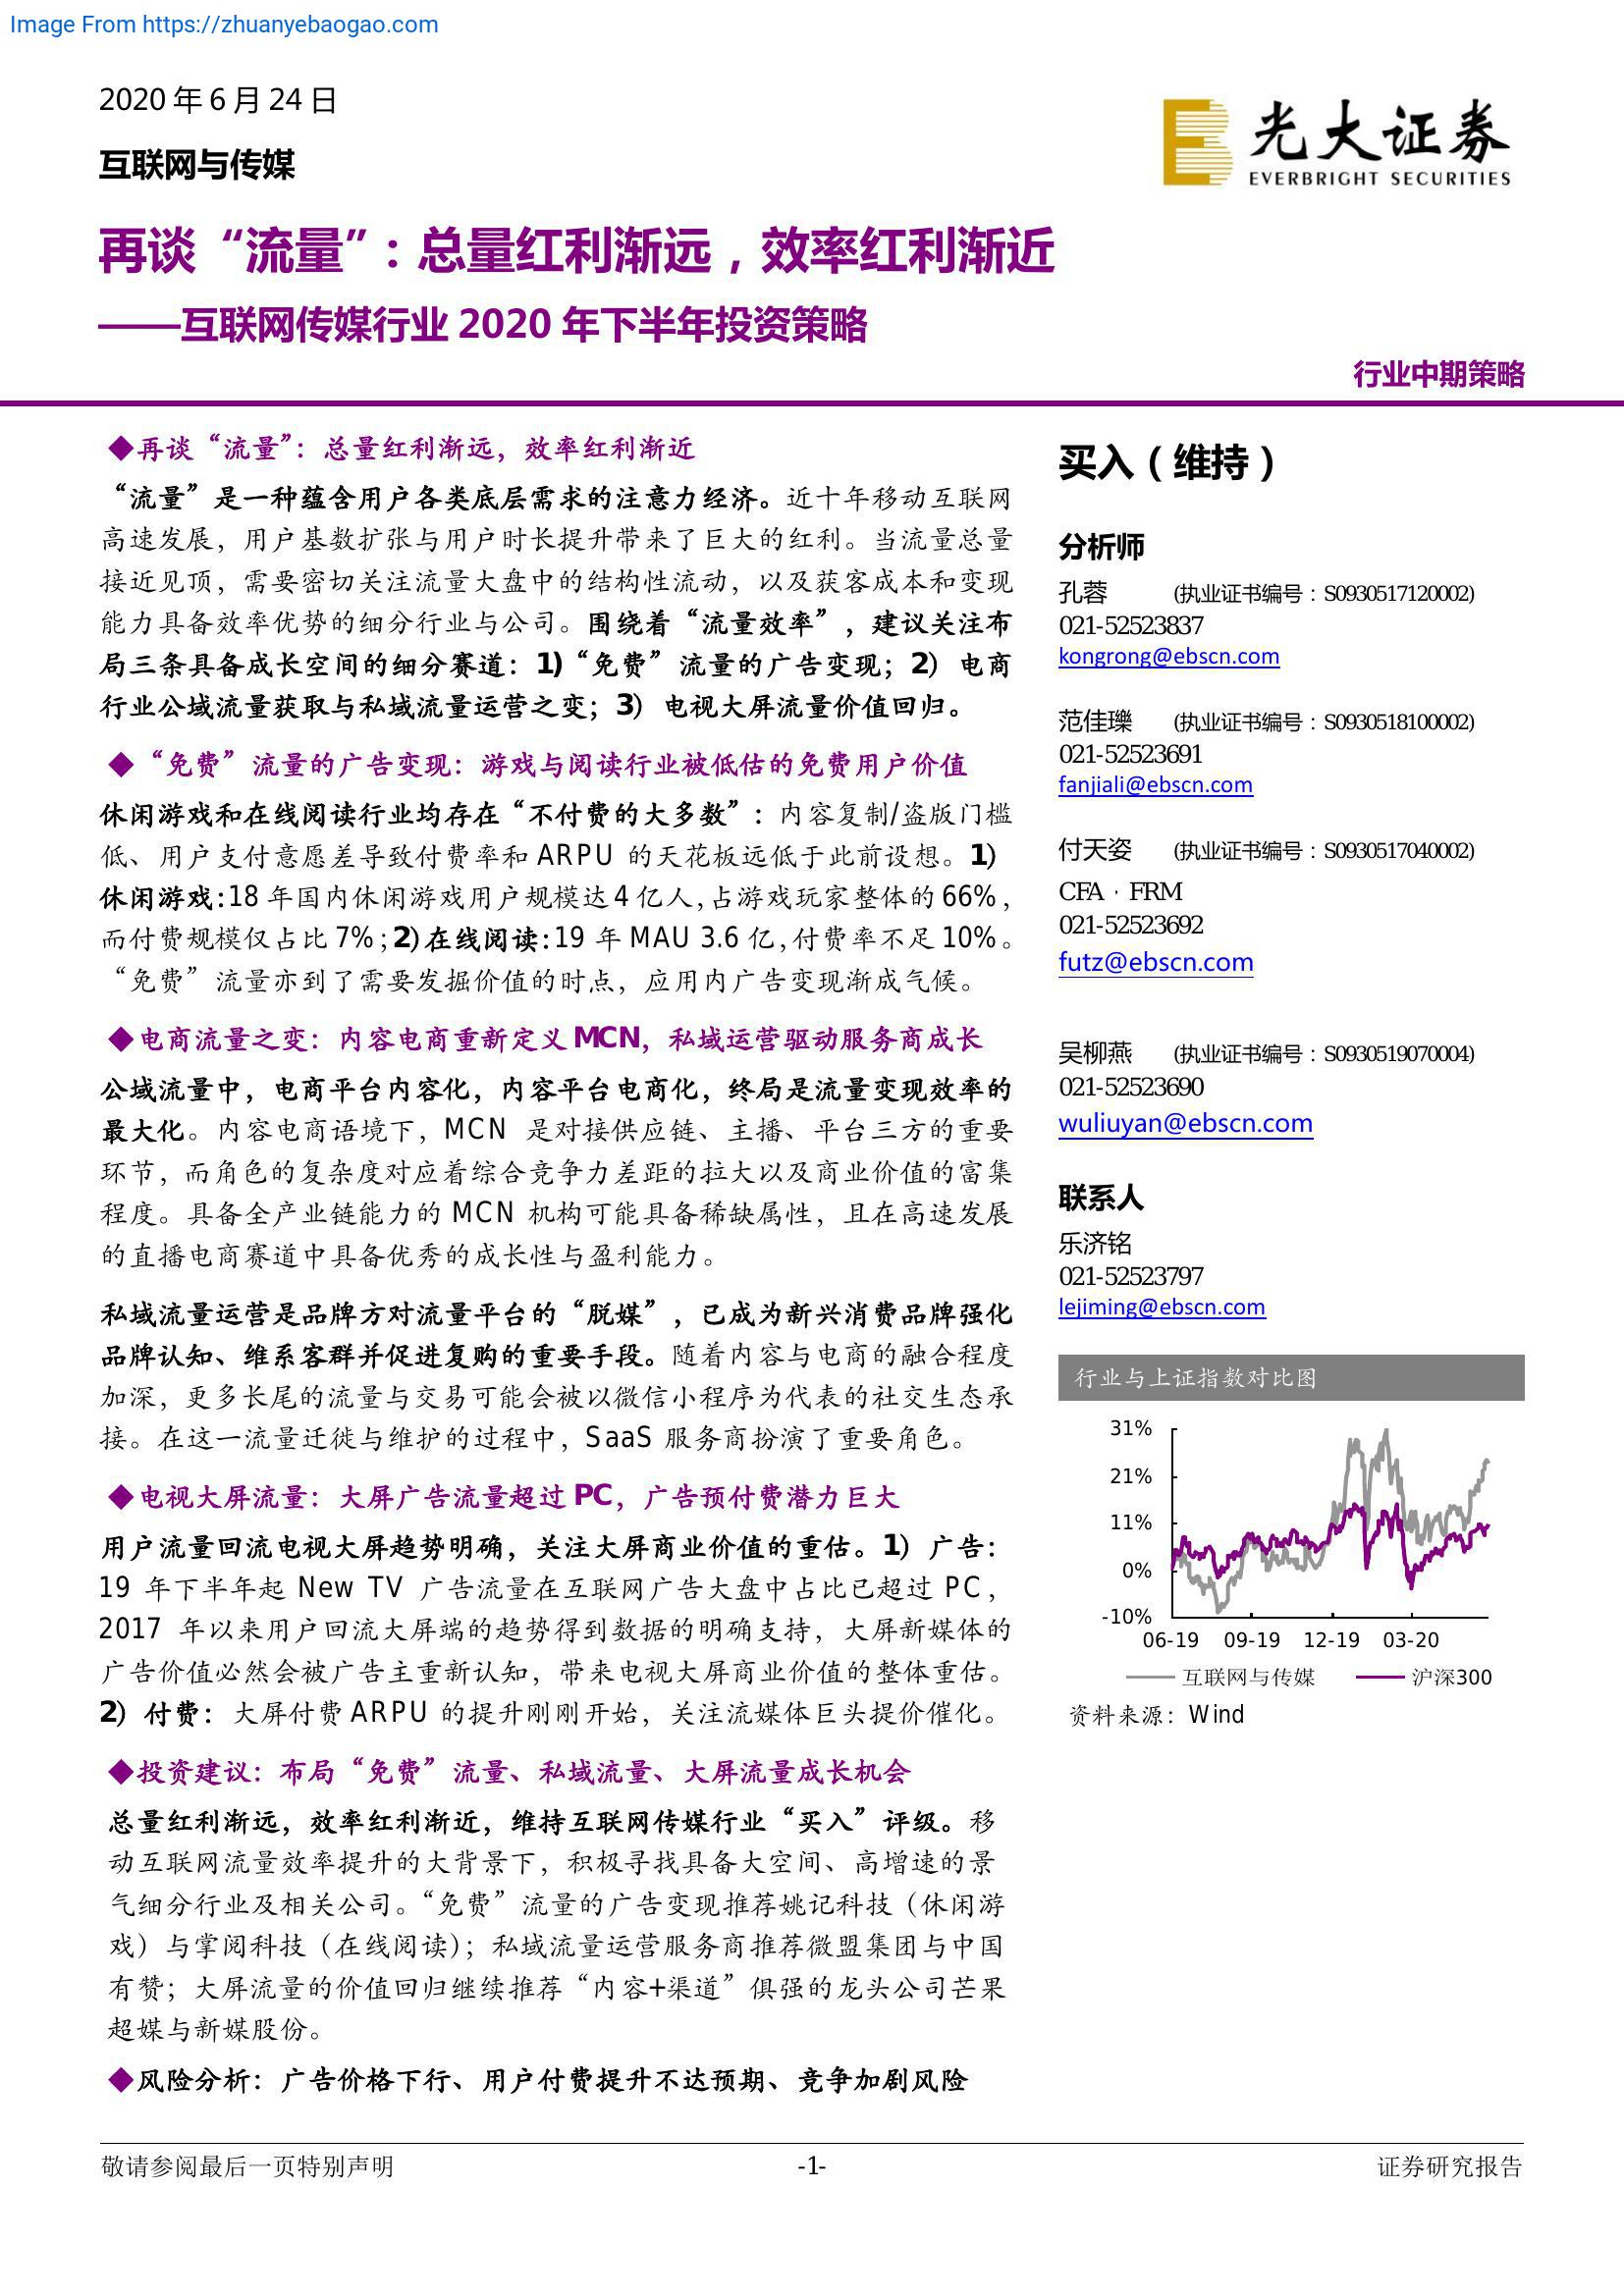 Image From https://zhuanyebaogao.com
2020 年 6 月 24 日
互联网与传媒
光大证券
EVERBRIGHT SECURITIES
再谈“流量”：总量红利渐远，效率红利渐近
——互联网传媒行业 2020 年下半年投资策略
行业中期策略
◆再谈“流量”：总量红利渐远，效率红利渐近
“流量”是一种蕴含用户各类底层需求的注意力经济。近十年移动互联网
高速发展，用户基数扩张与用户时长提升带来了巨大的红利。当流量总量
接近见顶，需要密切关注流量大盘中的结构性流动，以及获客成本和变现
能力具备效率优势的细分行业与公司。围绕着“流量效率”，建议关注布
局三条具备成长空间的细分赛道：1)“免费”流量的广告变现；2）电商
行业公域流量获取与私域流量运营之变；3）电视大屏流量价值回归。
◆“免费”流量的广告变现：游戏与阅读行业被低估的免费用户价值
休闲游戏和在线阅读行业均存在“不付费的大多数”：内容复制/盗版门槛
低、用户支付意愿差导致付费率和 ARPU 的天花板远低于此前设想。1）
休闲游戏：18 年国内休闲游戏用户规模达 4 亿人，占游戏玩家整体的 66%，
而付费规模仅占比 7%；2)在线阅读：19 年 MAU 3.6 亿，付费率不足 10%。
“免费”流量亦到了需要发掘价值的时点，应用内广告变现渐成气候。
◆电商流量之变：内容电商重新定义 MCN，私域运营驱动服务商成长
公域流量中，电商平台内容化，内容平台电商化，终局是流量变现效率的
最大化。内容电商语境下，MCN 是对接供应链、主播、平台三方的重要
环节，而角色的复杂度对应着综合竞争力差距的拉大以及商业价值的富集
程度。具备全产业链能力的 MCN 机构可能具备稀缺属性，且在高速发展
的直播电商赛道中具备优秀的成长性与盈利能力。
私域流量运营是品牌方对流量平台的“脱媒”，已成为新兴消费品牌强化
品牌认知、维系客群并促进复购的重要手段。随着内容与电商的融合程度
加深，更多长尾的流量与交易可能会被以微信小程序为代表的社交生态承
接。在这一流量迁徙与维护的过程中，SaaS 服务商扮演了重要角色。
◆电视大屏流量：大屏广告流量超过 PC，广告预付费潜力巨大
用户流量回流电视大屏趋势明确，关注大屏商业价值的重估。1）广告：
19 年下半年起 New TV 广告流量在互联网广告大盘中占比已超过 PC，
2017 年以来用户回流大屏端的趋势得到数据的明确支持，大屏新媒体的
广告价值必然会被广告主重新认知，带来电视大屏商业价值的整体重估。
2）付费：大屏付费 ARPU 的提升刚刚开始，关注流媒体巨头提价催化。
◆投资建议：布局“免费”流量、私域流量、大屏流量成长机会
总量红利渐远，效率红利渐近，维持互联网传媒行业“买入”评级。移
动互联网流量效率提升的大背景下，积极寻找具备大空间、高增速的景
气细分行业及相关公司。“免费”流量的广告变现推荐姚记科技（休闲游
戏）与掌阅科技（在线阅读）；私域流量运营服务商推荐微盟集团与中国
有赞；大屏流量的价值回归继续推荐“内容+渠道”俱强的龙头公司芒果
超媒与新媒股份。
◆风险分析：广告价格下行、用户付费提升不达预期、竞争加剧风险
买入（维持）
分析师
孔蓉 (执业证书编号：S0930517120002)
021-52523837
kongrong@ebscn.com
范佳瓅 (执业证书编号：S0930518100002)
021-52523691
fanjiali@ebscn.com
付天姿 (执业证书编号：S0930517040002)
CFA · FRM
021-52523692
futz@ebscn.com
吴柳燕 (执业证书编号：S0930519070004)
021-52523690
wuliuyan@ebscn.com
联系人
乐济铭
021-52523797
lejiming@ebscn.com
行业与上证指数对比图
31%
21%
11%
0%
-10%
06-19 09-19 12-19 03-20
互联网与传媒 沪深300
资料来源：Wind
敬请参阅最后一页特别声明 -1- 证券研究报告